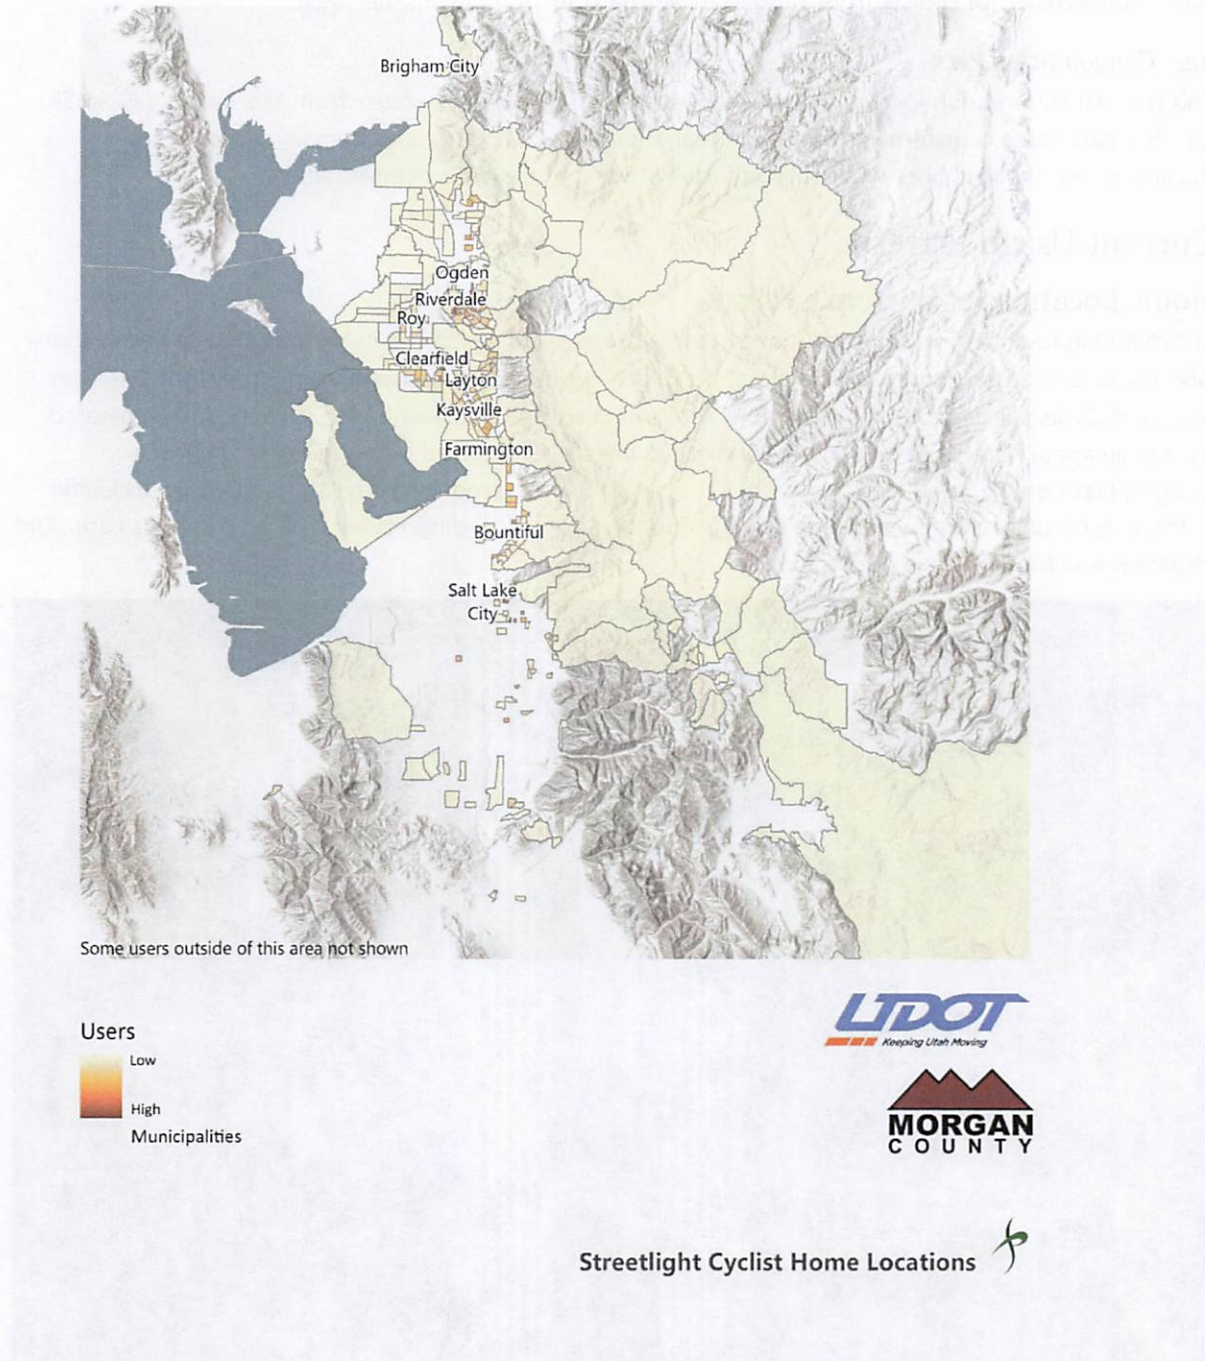 Brigham City
Ogden
Riverdale
Roy
Clearfield
Layton
Kaysville
Farmington
Bountiful
Salt Lake
City
Some users outside of this area not shown
Users
Low
High
Municipalities
UDOT
Keeping Utah Moving
MORGAN
COUNTY
Streetlight Cyclist Home Locations